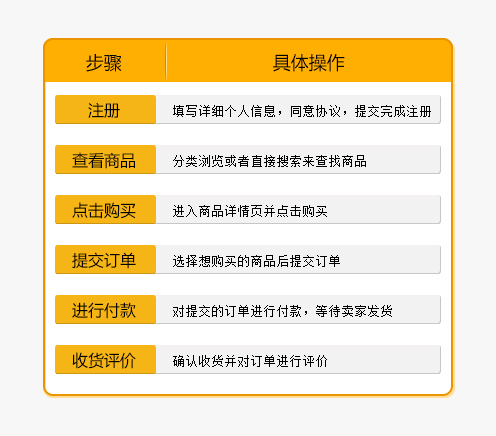 步骤 具体操作
注册 填写详细个人信息，同意协议，提交完成注册
查看商品 分类浏览或者直接搜索来查找商品
点击购买 进入商品详情页并点击购买
提交订单 选择想购买的商品后提交订单
进行付款 对提交的订单进行付款，等待卖家发货
收货评价 确认收货并对订单进行评价